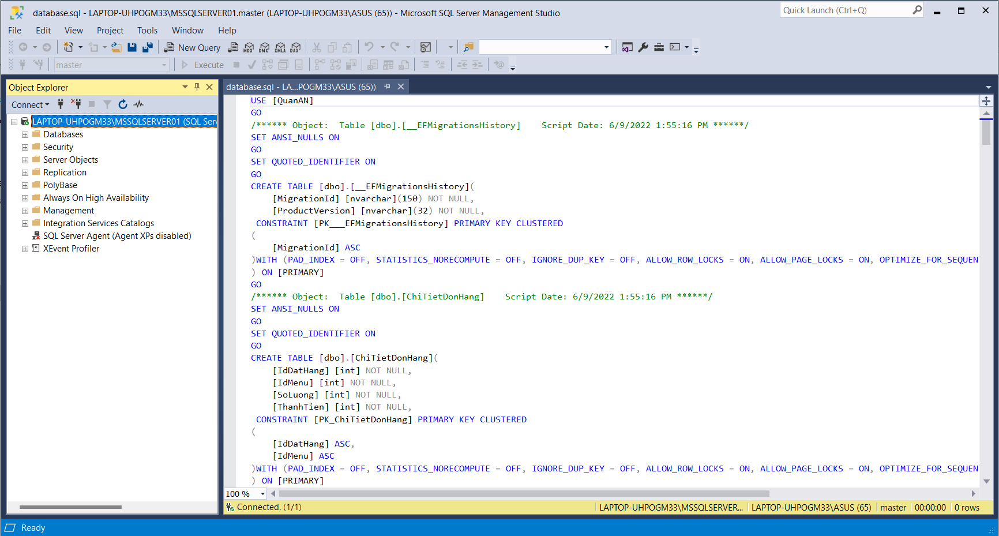 database.sql - LAPTOP-UHPOGM33\MSSQLSERVER01.master (LAPTOP-UHPOGM33\ASUS (65)) - Microsoft SQL Server Management Studio
Quick Launch (Ctrl+Q)
File Edit View Project Tools Window Help
New Query MDX DMX XMLA DAX
master Execute
Object Explorer
database.sql - LA...POGM33\ASUS (65))
Connect
LAPTOP-UHPOGM33\MSSQLSERVER01 (SQL Ser
Databases
Security
Server Objects
Replication
PolyBase
Always On High Availability
Management
Integration Services Catalogs
SQL Server Agent (Agent XPs disabled)
XEvent Profiler
USE [QuanAN]
GO
/****** Object:  Table [dbo].[__EFMigrationsHistory]    Script Date: 6/9/2022 1:55:16 PM ******/
SET ANSI_NULLS ON
GO
SET QUOTED_IDENTIFIER ON
GO
CREATE TABLE [dbo].[__EFMigrationsHistory](
[MigrationId] [nvarchar](150) NOT NULL,
[ProductVersion] [nvarchar](32) NOT NULL,
CONSTRAINT [PK___EFMigrationsHistory] PRIMARY KEY CLUSTERED
(
[MigrationId] ASC
)WITH (PAD_INDEX = OFF, STATISTICS_NORECOMPUTE = OFF, IGNORE_DUP_KEY = OFF, ALLOW_ROW_LOCKS = ON, ALLOW_PAGE_LOCKS = ON, OPTIMIZE_FOR_SEQUENT
) ON [PRIMARY]
GO
/****** Object:  Table [dbo].[ChiTietDonHang]    Script Date: 6/9/2022 1:55:16 PM ******/
SET ANSI_NULLS ON
GO
SET QUOTED_IDENTIFIER ON
GO
CREATE TABLE [dbo].[ChiTietDonHang](
[IdDatHang] [int] NOT NULL,
[IdMenu] [int] NOT NULL,
[SoLuong] [int] NOT NULL,
[ThanhTien] [int] NOT NULL,
CONSTRAINT [PK_ChiTietDonHang] PRIMARY KEY CLUSTERED
(
[IdDatHang] ASC,
[IdMenu] ASC
)WITH (PAD_INDEX = OFF, STATISTICS_NORECOMPUTE = OFF, IGNORE_DUP_KEY = OFF, ALLOW_ROW_LOCKS = ON, ALLOW_PAGE_LOCKS = ON, OPTIMIZE_FOR_SEQUENT
) ON [PRIMARY]
100 %
Connected. (1/1) LAPTOP-UHPOGM33\MSSQLSERVER... LAPTOP-UHPOGM33\ASUS (65) master 00:00:00 0 rows
Ready